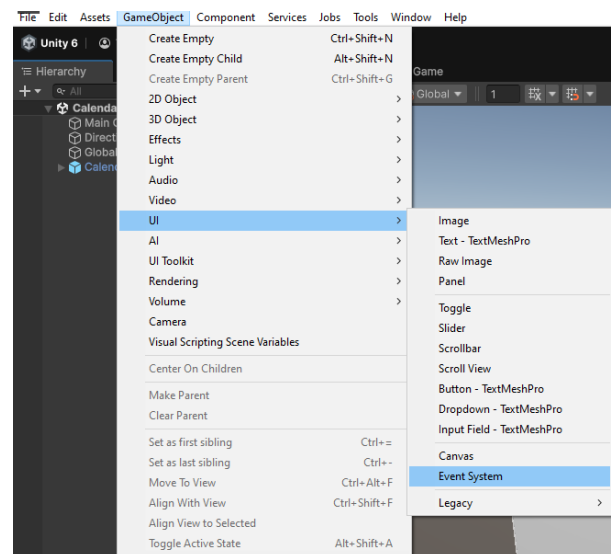 File Edit Assets GameObject Component Services Jobs Tools Window Help
Unity 6
Hierarchy
Game
All
Global 1
Calenda
Main
Direct
Global
Calen
Create Empty Ctrl+Shift+N
Create Empty Child Alt+Shift+N
Create Empty Parent Ctrl+Shift+G
2D Object
3D Object
Effects
Light
Audio
Video
UI
AI
UI Toolkit
Rendering
Volume
Camera
Visual Scripting Scene Variables
Center On Children
Make Parent
Clear Parent
Set as first sibling Ctrl+=
Set as last sibling Ctrl+-
Move To View Ctrl+Alt+F
Align With View Ctrl+Shift+F
Align View to Selected
Toggle Active State Alt+Shift+A
Image
Text - TextMeshPro
Raw Image
Panel
Toggle
Slider
Scrollbar
Scroll View
Button - TextMeshPro
Dropdown - TextMeshPro
Input Field - TextMeshPro
Canvas
Event System
Legacy